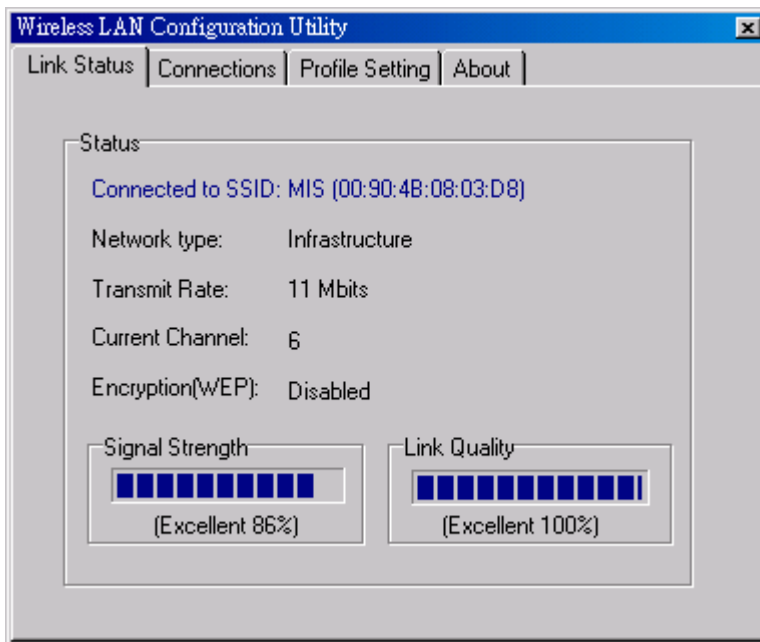 Wireless LAN Configuration Utility
Link Status Connections Profile Setting About
Status
Connected to SSID: MIS (00:90:4B:08:03:D8)
Network type: Infrastructure
Transmit Rate: 11 Mbits
Current Channel: 6
Encryption(WEP): Disabled
Signal Strength Link Quality
(Excellent 86%) (Excellent 100%)